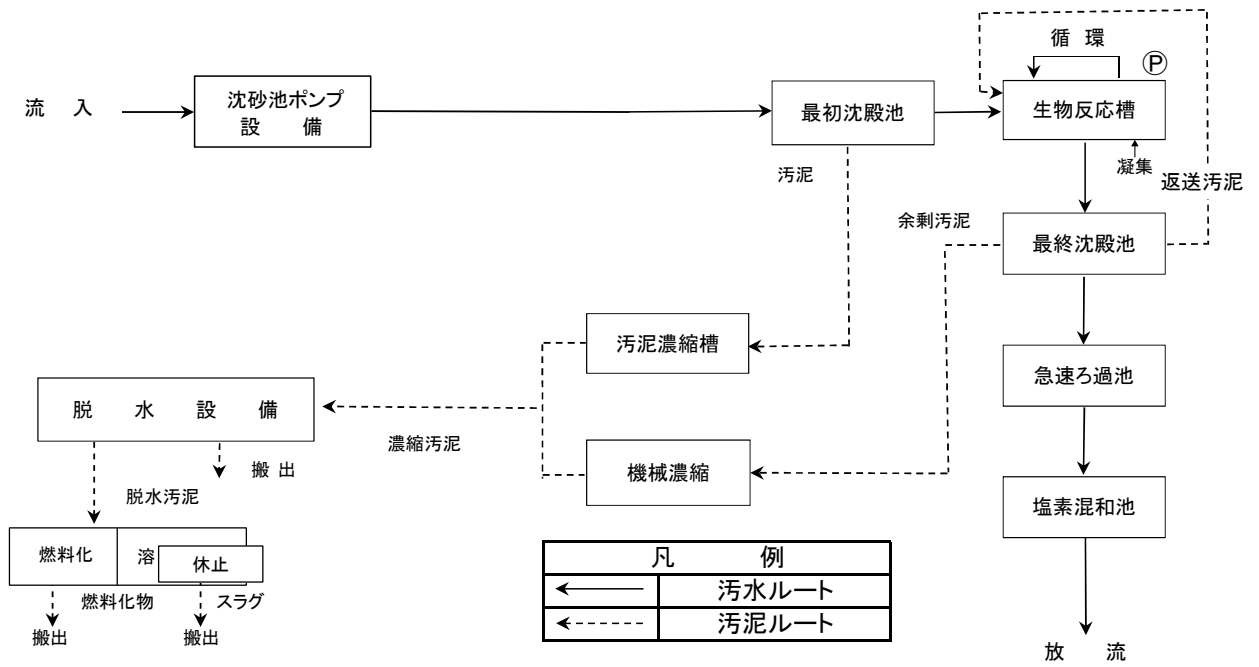 循 環
Ⓟ
流 入
沈砂池ポンプ
設 備
最初沈殿池
生物反応槽
凝集
汚泥
返送汚泥
余剰汚泥
最終沈殿池
汚泥濃縮槽
急速ろ過池
脱 水 設 備
濃縮汚泥
機械濃縮
搬 出
脱水汚泥
塩素混和池
燃料化
溶
休止
凡 例
汚水ルート
汚泥ルート
燃料化物
スラグ
搬出
搬出
放 流